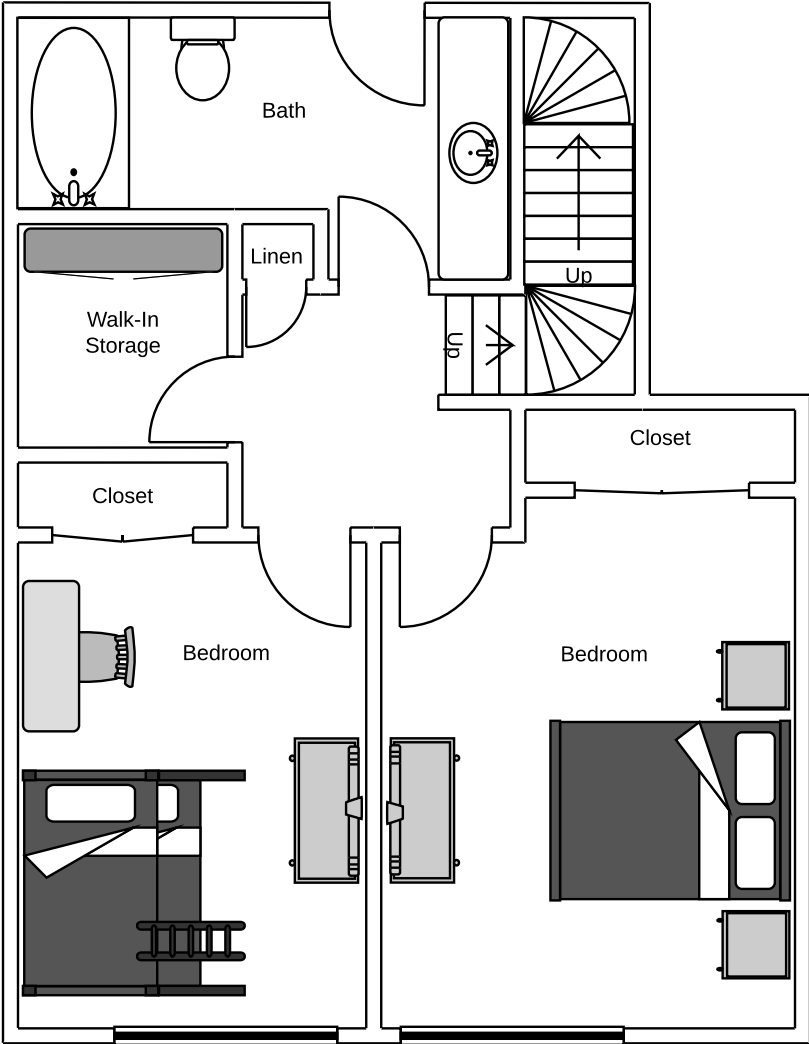 Bath
Linen
Up
Walk-In
Storage
Up
Closet
Closet
Bedroom
Bedroom